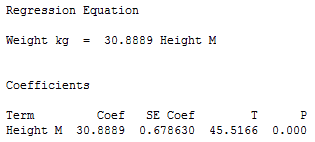 Regression Equation
Weight kg = 30.8889 Height M
Coefficients
Term Coef SE Coef T P
Height M 30.8889 0.678630 45.5166 0.000